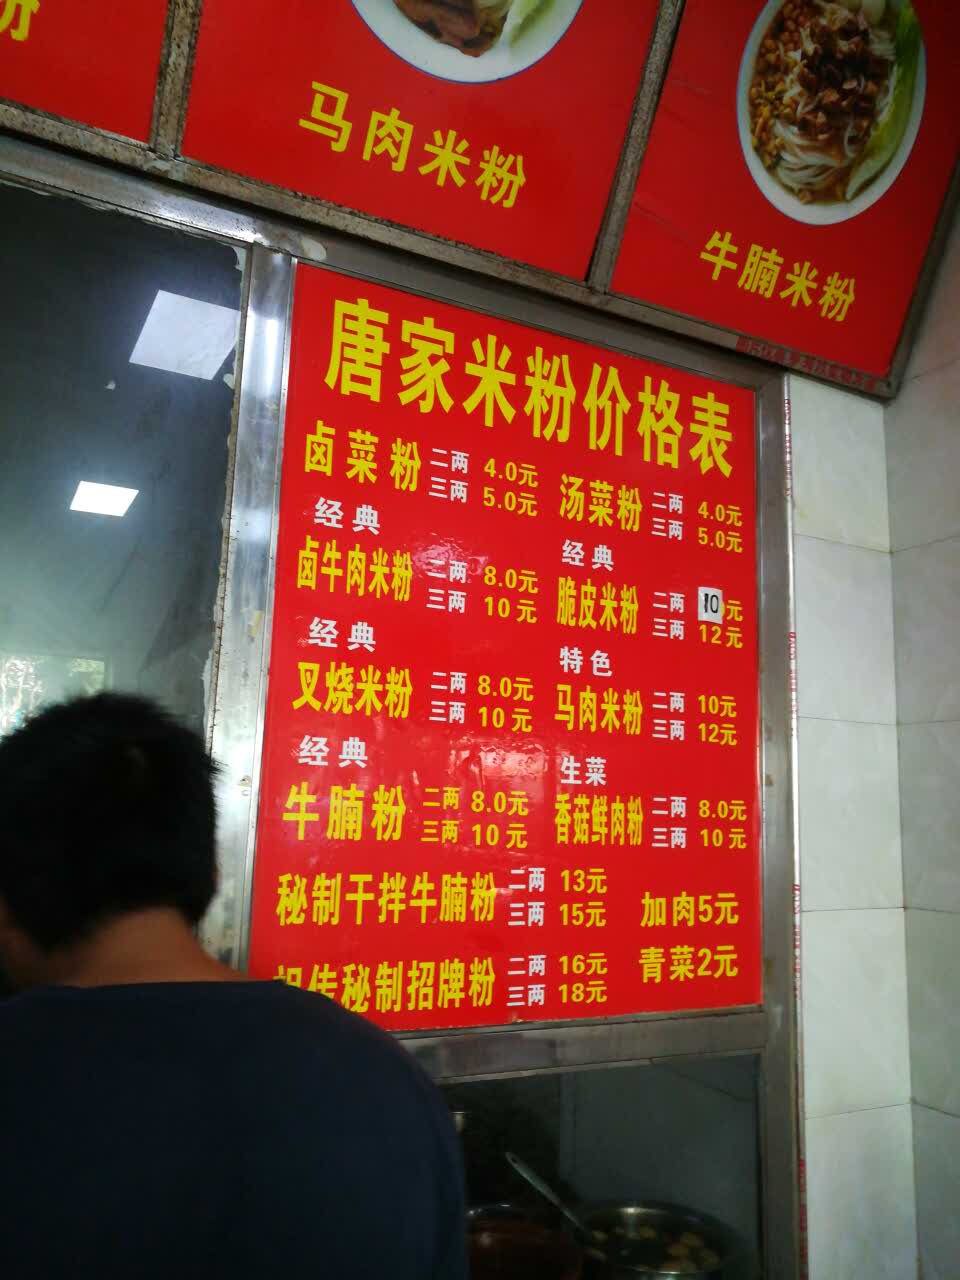 粉
马肉米粉
牛腩米粉
唐家米粉价格表
卤菜粉 二两 4.0元
三两 5.0元
汤菜粉 二两 4.0元
三两 5.0元
经典
卤牛肉米粉 二两 8.0元
三两 10元
经典
脆皮米粉 二两 10元
三两 12元
经典
叉烧米粉 二两 8.0元
三两 10元
特色
马肉米粉 二两 10元
三两 12元
经典
牛腩粉 二两 8.0元
三两 10元
生菜
香菇鲜肉粉 二两 8.0元
三两 10元
秘制干拌牛腩粉 二两 13元
三两 15元
加肉5元
祖传秘制招牌粉 二两 16元
三两 18元
青菜2元